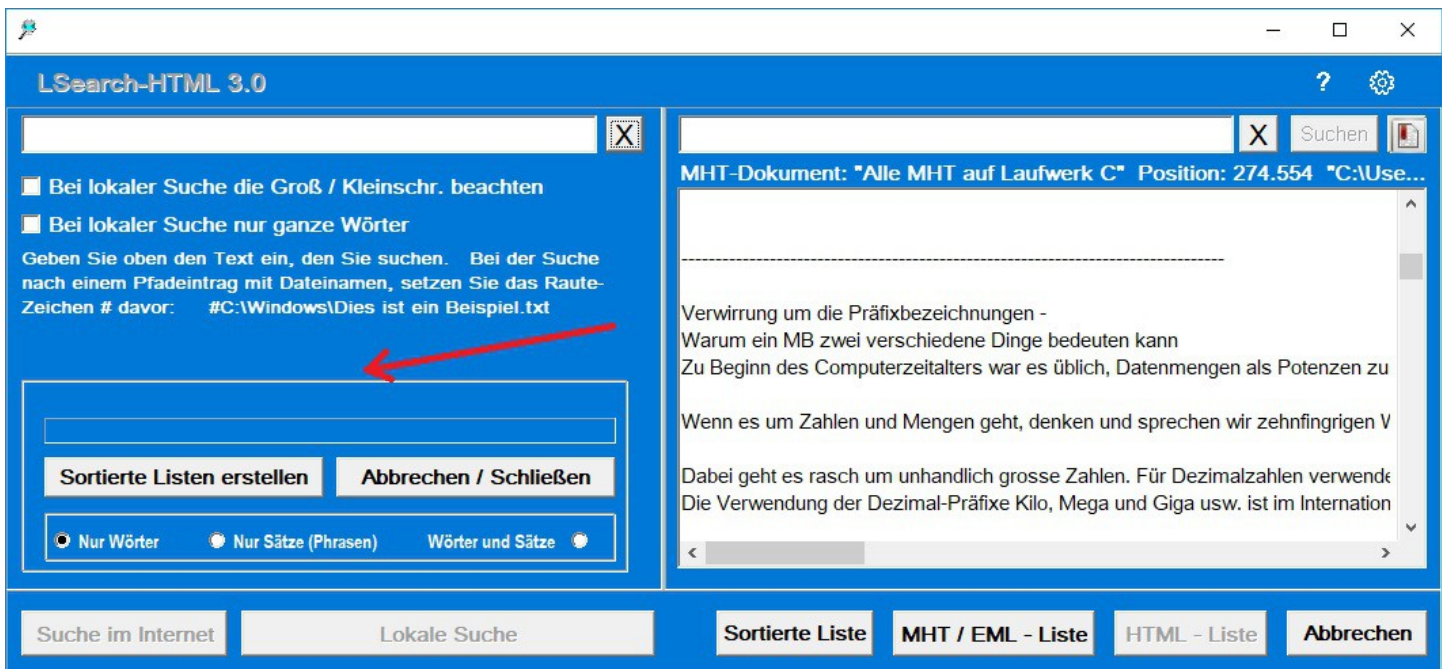 LSearch-HTML 3.0
?
X
Bei lokaler Suche die Groß / Kleinschr. beachten
Bei lokaler Suche nur ganze Wörter
Geben Sie oben den Text ein, den Sie suchen. Bei der Suche
nach einem Pfadeintrag mit Dateinamen, setzen Sie das Raute-
Zeichen # davor: #C:\Windows\Dies ist ein Beispiel.txt
Sortierte Listen erstellen
Abbrechen / Schließen
Nur Wörter
Nur Sätze (Phrasen)
Wörter und Sätze
X
Suchen
MHT-Dokument: "Alle MHT auf Laufwerk C" Position: 274.554 "C:\Use...
--------------------------------------------------------------------------------
Verwirrung um die Präfixbezeichnungen -
Warum ein MB zwei verschiedene Dinge bedeuten kann
Zu Beginn des Computerzeitalters war es üblich, Datenmengen als Potenzen zu
Wenn es um Zahlen und Mengen geht, denken und sprechen wir zehnfingrigen
Dabei geht es rasch um unhandlich grosse Zahlen. Für Dezimalzahlen verwende
Die Verwendung der Dezimal-Präfixe Kilo, Mega und Giga usw. ist im Internation
Suche im Internet
Lokale Suche
Sortierte Liste
MHT / EML - Liste
HTML - Liste
Abbrechen